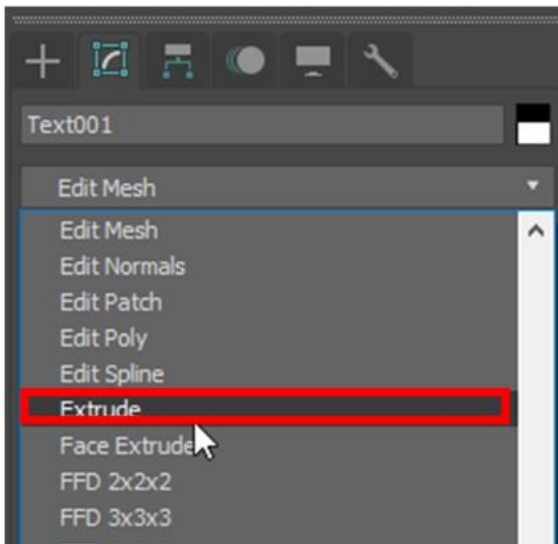 Text001
Edit Mesh
Edit Mesh
Edit Normals
Edit Patch
Edit Poly
Edit Spline
Extrude
Face Extrude
FFD 2x2x2
FFD 3x3x3